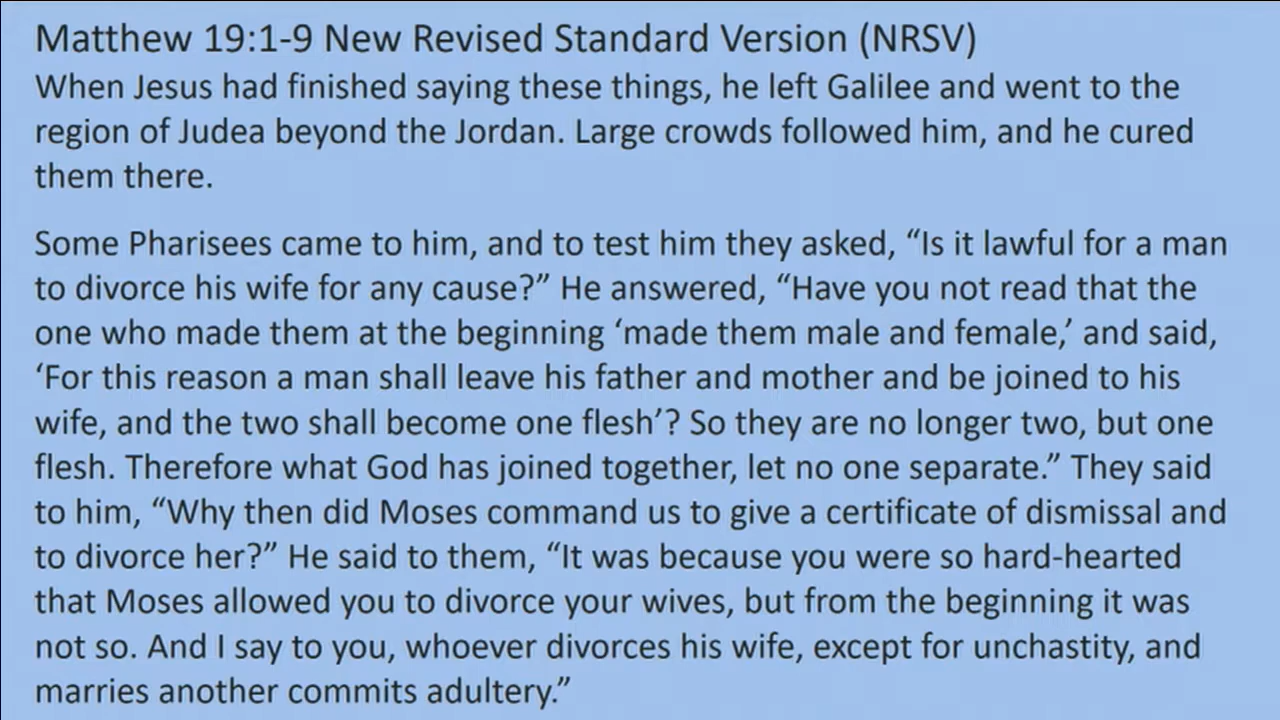 Matthew 19:1-9 New Revised Standard Version (NRSV)
When Jesus had finished saying these things, he left Galilee and went to the
region of Judea beyond the Jordan. Large crowds followed him, and he cured
them there.
Some Pharisees came to him, and to test him they asked, “Is it lawful for a man
to divorce his wife for any cause?” He answered, “Have you not read that the
one who made them at the beginning ‘made them male and female,’ and said,
‘For this reason a man shall leave his father and mother and be joined to his
wife, and the two shall become one flesh’? So they are no longer two, but one
flesh. Therefore what God has joined together, let no one separate.” They said
to him, “Why then did Moses command us to give a certificate of dismissal and
to divorce her?” He said to them, “It was because you were so hard-hearted
that Moses allowed you to divorce your wives, but from the beginning it was
not so. And I say to you, whoever divorces his wife, except for unchastity, and
marries another commits adultery.”